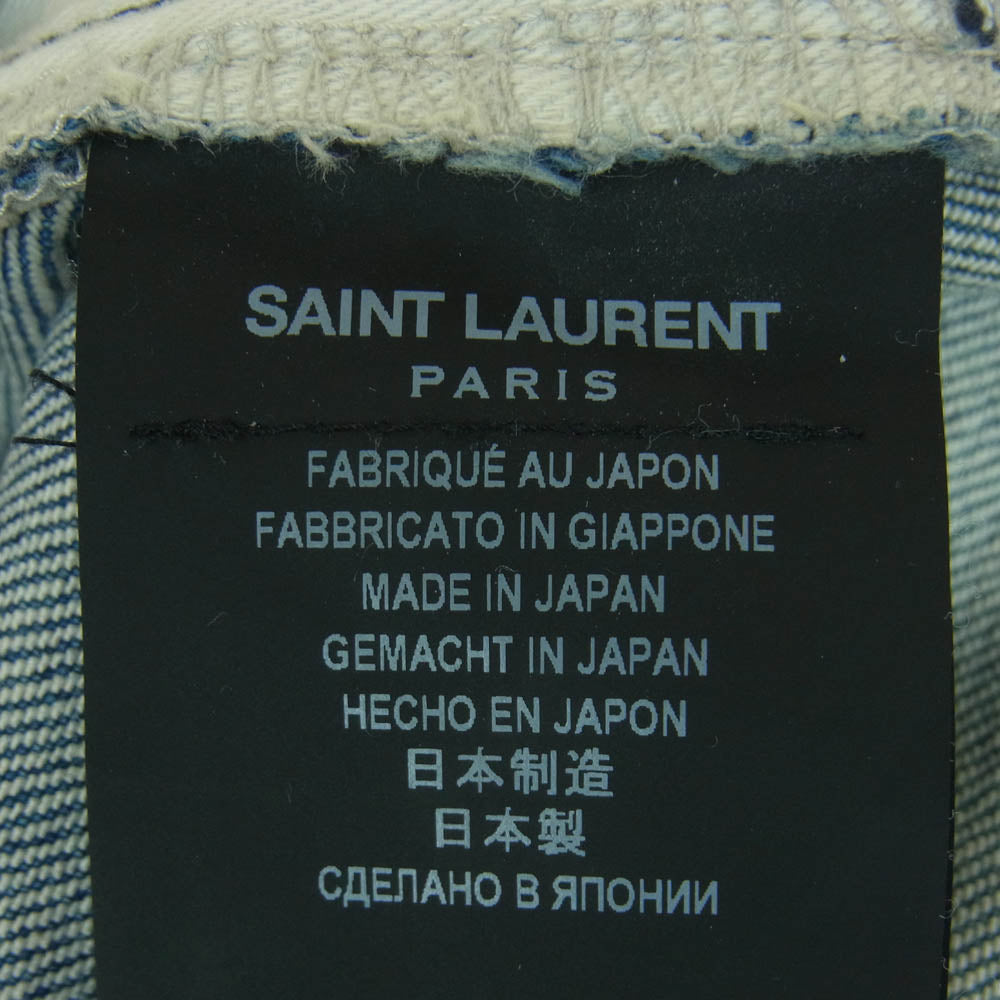 SAINT LAURENT
PARIS
FABRIQUÉ AU JAPON
FABBRICATO IN GIAPPONE
MADE IN JAPAN
GEMACHT IN JAPAN
HECHO EN JAPON
日本制造
日本製
СДЕЛАНО В ЯПОНИИ